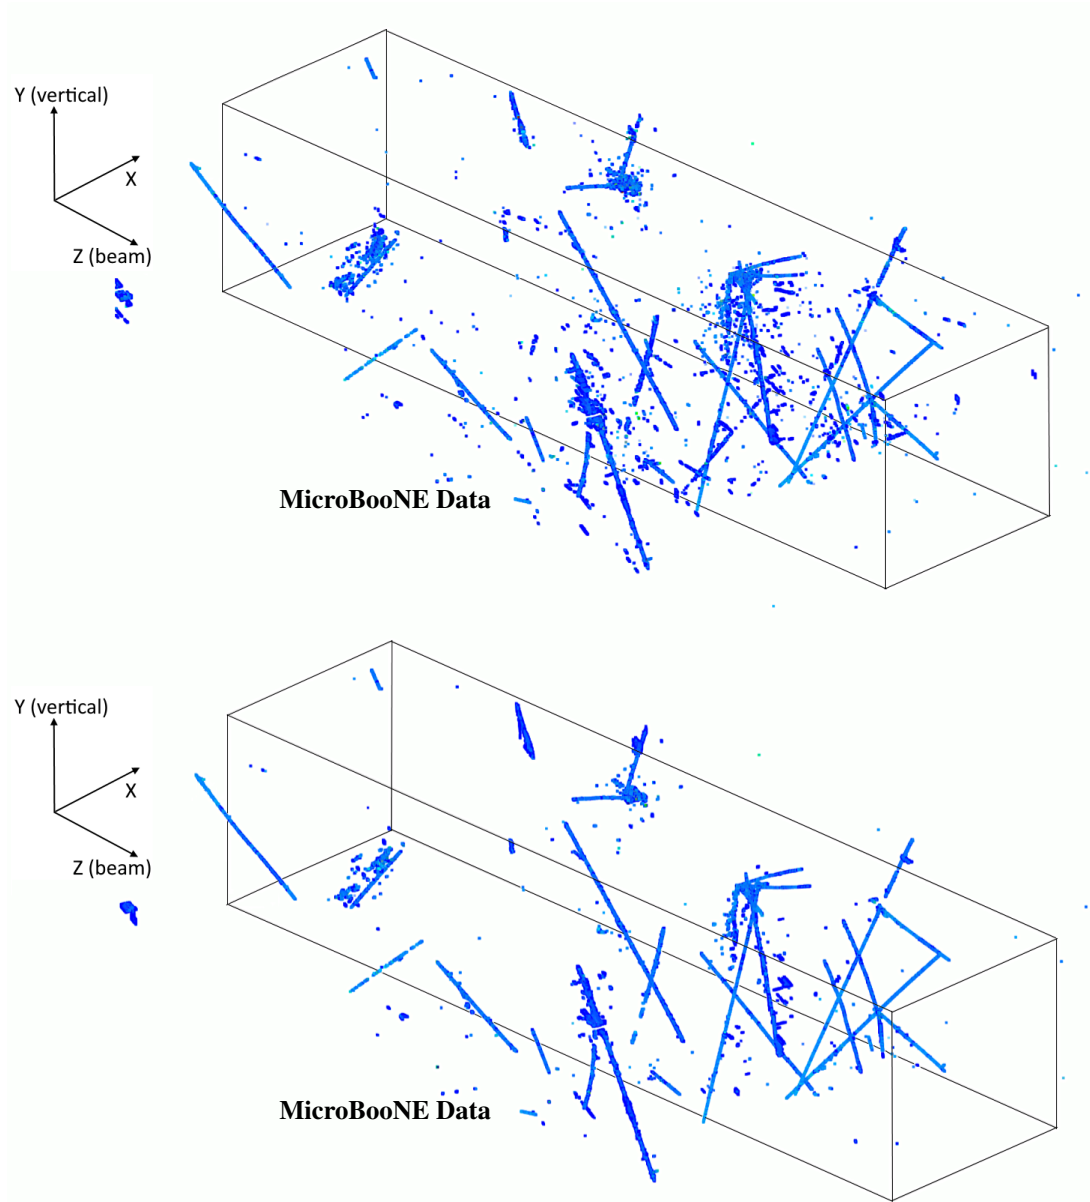 Y (vertical)
X
Z (beam)
MicroBooNE Data
Y (vertical)
X
Z (beam)
MicroBooNE Data